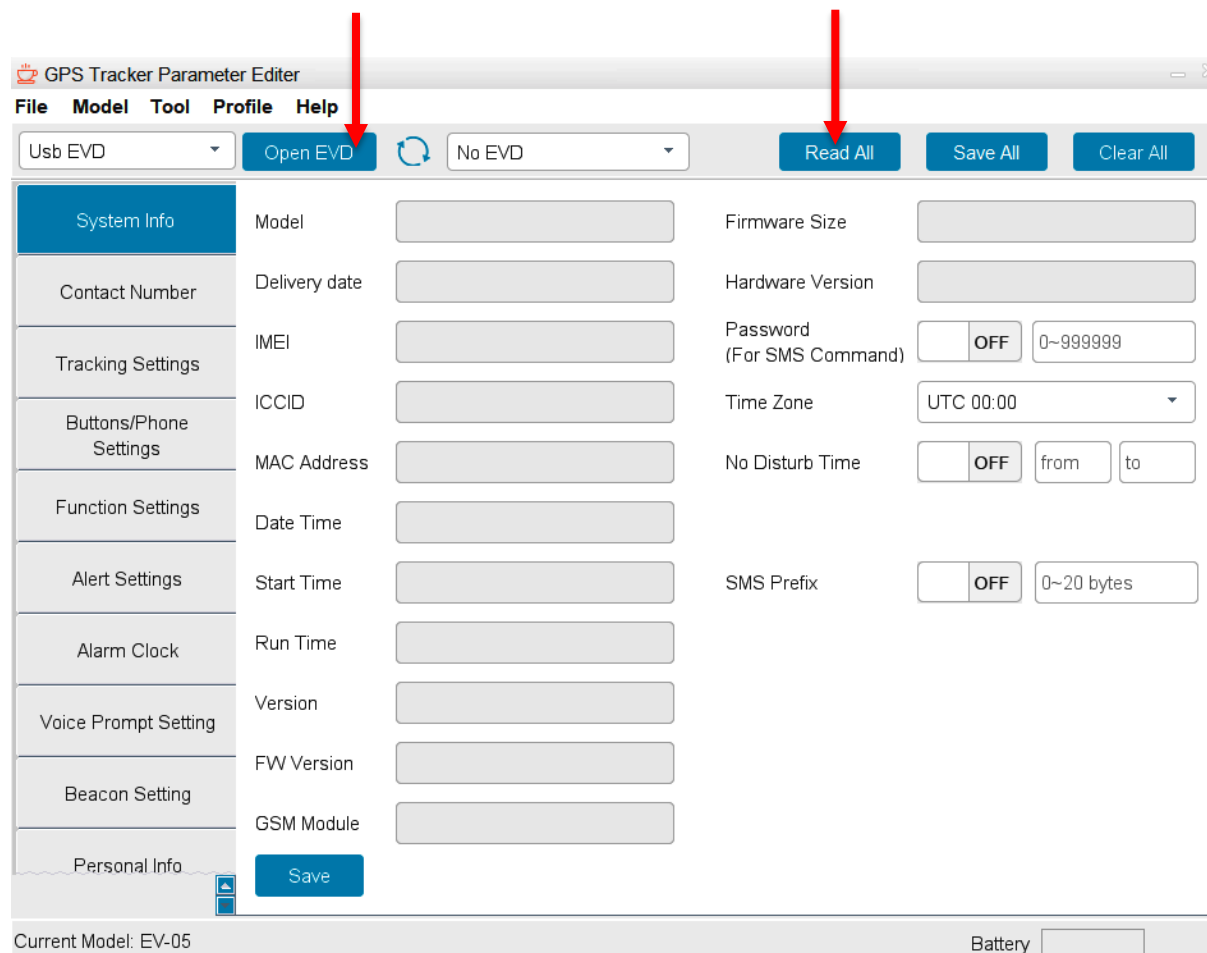 GPS Tracker Parameter Editer
File Model Tool Profile Help
Usb EVD Open EVD No EVD Read All Save All Clear All
System Info
Contact Number
Tracking Settings
Buttons/Phone
Settings
Function Settings
Alert Settings
Alarm Clock
Voice Prompt Setting
Beacon Setting
Personal Info
Model
Delivery date
IMEI
ICCID
MAC Address
Date Time
Start Time
Run Time
Version
FW Version
GSM Module
Save
Firmware Size
Hardware Version
Password
(For SMS Command) OFF 0~999999
Time Zone UTC 00:00
No Disturb Time OFF from to
SMS Prefix OFF 0~20 bytes
Current Model: EV-05 Battery